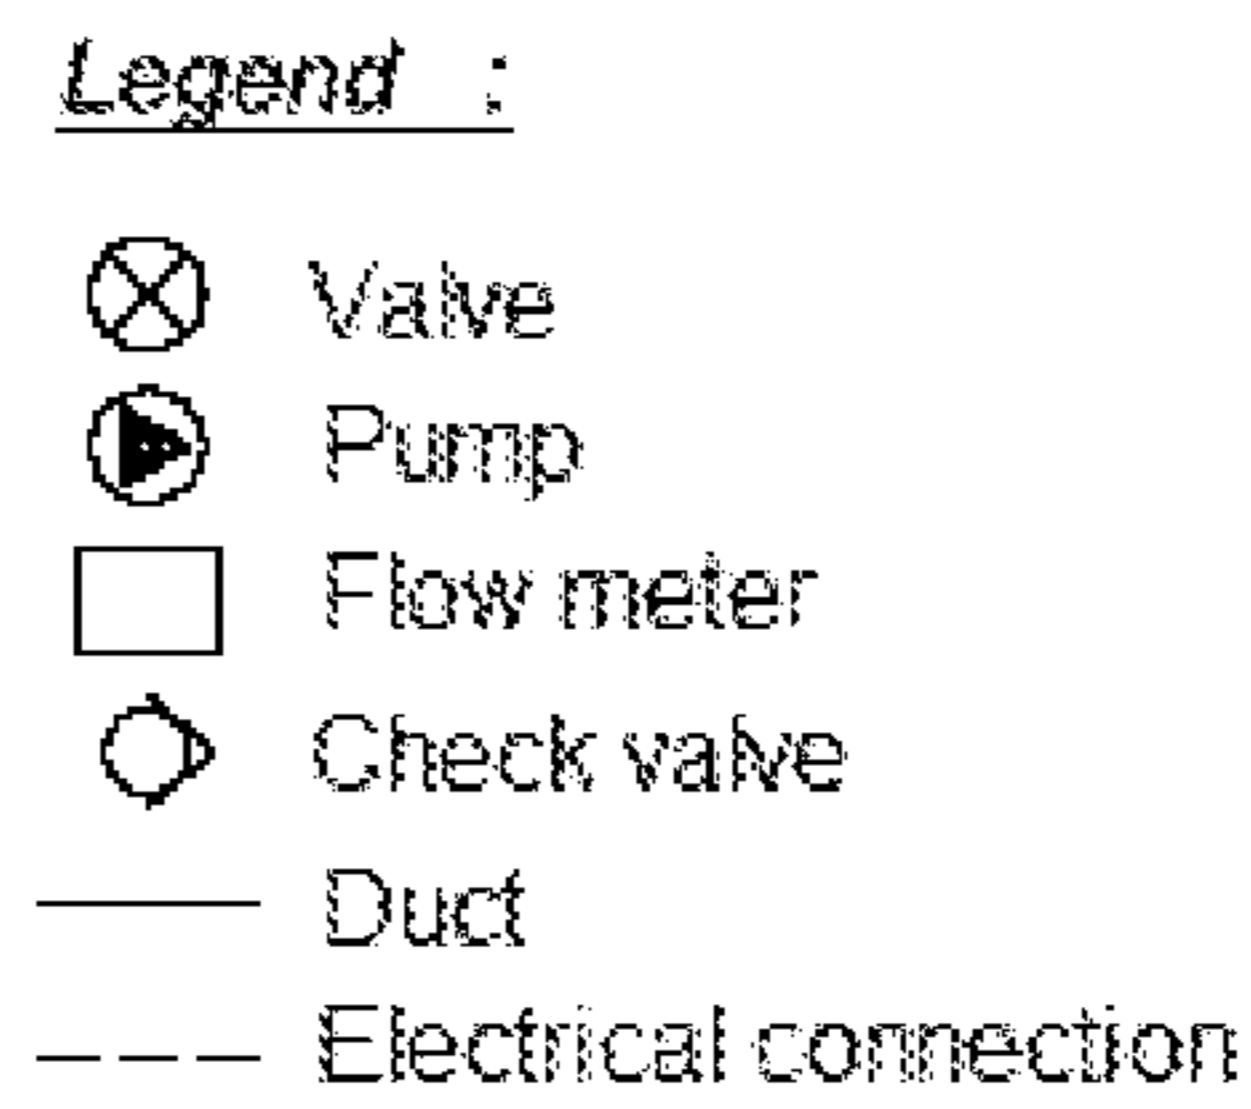 Legend :
Valve
Pump
Flow meter
Check valve
Duct
Electrical connection